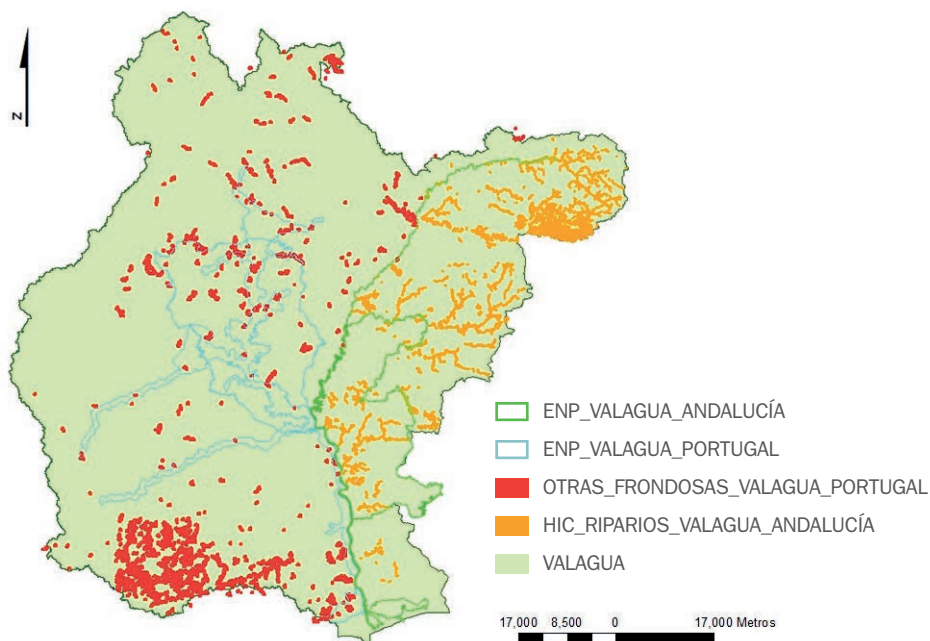 N
ENP_VALAGUA_ANDALUCÍA
ENP_VALAGUA_PORTUGAL
OTRAS_FRONDOSAS_VALAGUA_PORTUGAL
HIC_RIPARIOS_VALAGUA_ANDALUCÍA
VALAGUA
17,000 8,500 0 17,000 Metros